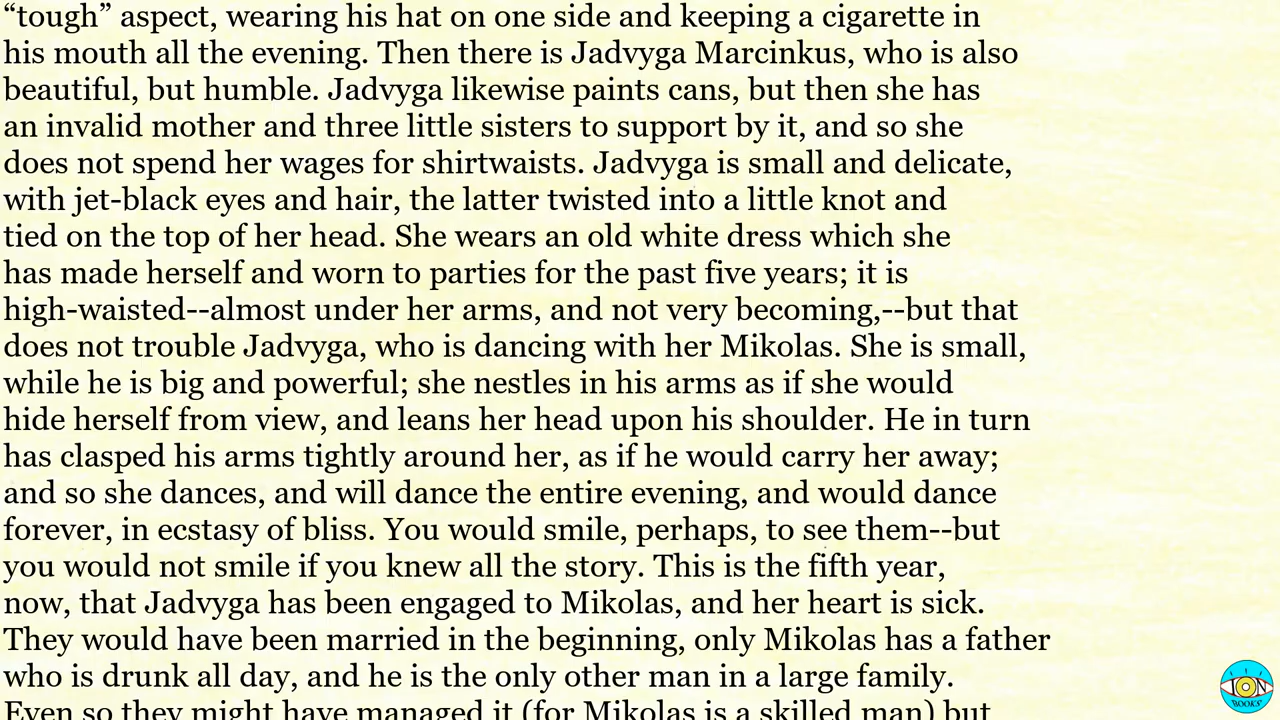 “tough” aspect, wearing his hat on one side and keeping a cigarette in
his mouth all the evening. Then there is Jadvyga Marcinkus, who is also
beautiful, but humble. Jadvyga likewise paints cans, but then she has
an invalid mother and three little sisters to support by it, and so she
does not spend her wages for shirtwaists. Jadvyga is small and delicate,
with jet-black eyes and hair, the latter twisted into a little knot and
tied on the top of her head. She wears an old white dress which she
has made herself and worn to parties for the past five years; it is
high-waisted--almost under her arms, and not very becoming,--but that
does not trouble Jadvyga, who is dancing with her Mikolas. She is small,
while he is big and powerful; she nestles in his arms as if she would
hide herself from view, and leans her head upon his shoulder. He in turn
has clasped his arms tightly around her, as if he would carry her away;
and so she dances, and will dance the entire evening, and would dance
forever, in ecstasy of bliss. You would smile, perhaps, to see them--but
you would not smile if you knew all the story. This is the fifth year,
now, that Jadvyga has been engaged to Mikolas, and her heart is sick.
They would have been married in the beginning, only Mikolas has a father
who is drunk all day, and he is the only other man in a large family.
Even so they might have managed it (for Mikolas is a skilled man) but
ION
BOOKS